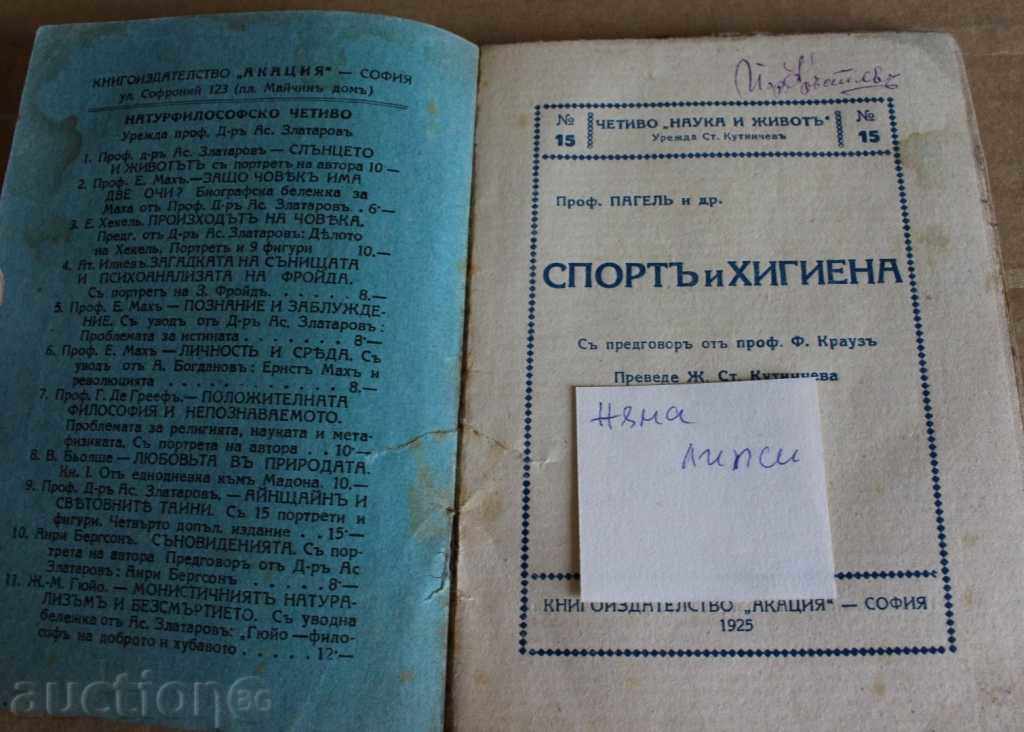 КНИГОИЗДАТЕЛСТВО „АКАЦИЯ“ — СОФИЯ
ул. Софроний 123 (пл. Майчинъ домъ)
НАТУРФИЛОСОФСКО ЧЕТИВО
Урежда проф. Д-ръ Ас. Златаровъ
1. Проф. д-ръ Ас. Златаровъ — СЛЪНЦЕТО
И ЖИВОТЪТЪ съ портретъ на автора 10 —
2. Проф. Е. Махъ.—ЗАЩО ЧОВѢКЪ ИМА
ДВЕ ОЧИ? Биографска бележка за
Маха отъ Проф. Д-ръ Ас. Златаровъ . 6·—
3. Е. Хекель. ПРОИЗХОДЪТЪ НА ЧОВѢКА.
Предг. отъ Д-ръ Ас. Златаровъ: Дѣлото
на Хекель. Портретъ и 9 фигури 10.—
4. Ат. Илиевъ. ЗАГАДКАТА НА СЪНИЩАТА
И ПСИХОАНАЛИЗАТА НА ФРОЙДА.
Съ портретъ на З. Фройдъ. . . . . . 8.—
5. Проф. Е. Махъ — ПОЗНАНИЕ И ЗАБЛУЖДЕ-
НИЕ. Съ уводъ отъ Д-ръ Ас. Златаровъ:
Проблемата за истината . . . . . . . 8·—
6. Проф. Е. Махъ —ЛИЧНОСТЬ И СРѢДА. Съ
уводъ отъ А. Богдановъ: Ернстъ Махъ и
революцията . . . . . . . . . . . . 8.—
7. Проф. Г. Де Греефъ.— ПОЛОЖИТЕЛНАТА
ФИЛОСОФИЯ И НЕПОЗНАВАЕМОТО.
Проблемата за религията, науката и мета-
физиката. Съ портрета на автора . . 10·—
8. В. Бьолше — ЛЮБОВЬТА ВЪ ПРИРОДАТА.
Кн. I. Отъ еднодневка къмъ Мадона. 10.—
9. Проф. Д-ръ Ас. Златаровъ. — АЙНЩАЙНЪ И
СВѢТОВНИТЕ ТАЙНИ. Съ 15 портрети и
фигури. Четвърто допъл. издание . . 15·—
10. Анри Бергсонъ. СЪНОВИДЕНИЯТА. Съ пор-
трета на автора Предговоръ отъ Д-ръ Ас
Златаровъ: Анри Бергсонъ . . . . . 8·—
11. Ж.-М. Гюйо. — МОНИСТИЧНИЯТЪ НАТУРА-
ЛИЗЪМЪ И БЕЗСМЪРТИЕТО. Съ уводна
бележка отъ Ас. Златаровъ: „Гюйо —фило-
софъ на доброто и хубавото . . . . . 12·—
auctionBG
№ 15
ЧЕТИВО „НАУКА И ЖИВОТЪ“
Урежда Ст. Кутинчевъ
№ 15
Проф. ПАГЕЛЬ и др.
СПОРТЪ и ХИГИЕНА
Съ предговоръ отъ проф. Ф. Краузъ
Преведе Ж. Ст. Кутинчева
няма
липси
КНИГОИЗДАТЕЛСТВО „АКАЦИЯ“ — СОФИЯ
1925